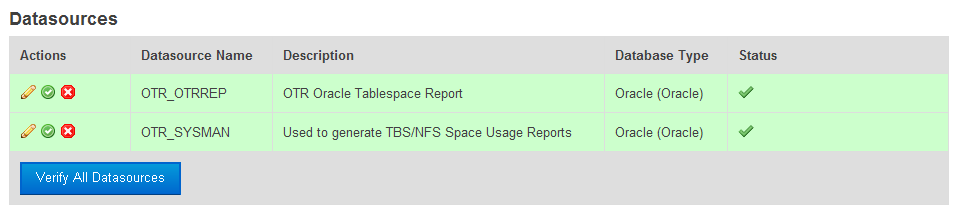 Datasources
Actions Datasource Name Description Database Type Status
OTR_OTRREP OTR Oracle Tablespace Report Oracle (Oracle)
OTR_SYSMAN Used to generate TBS/NFS Space Usage Reports Oracle (Oracle)
Verify All Datasources